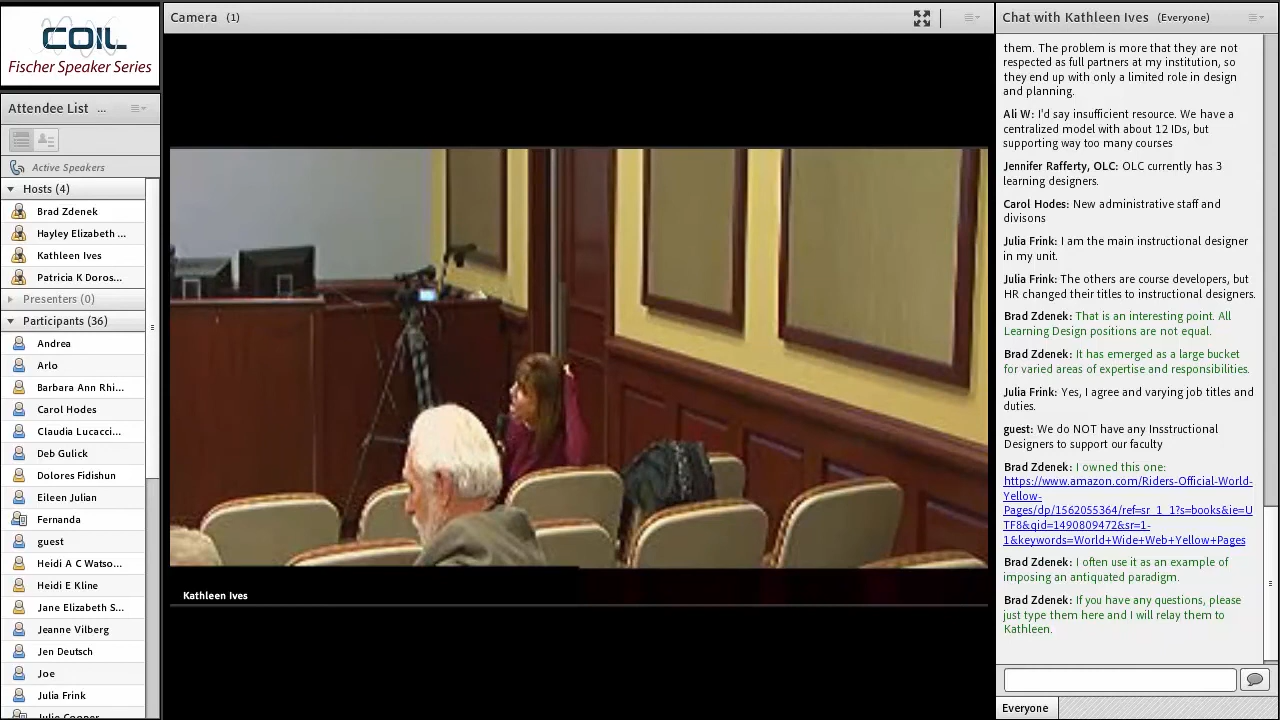 COIL
Fischer Speaker Series
Attendee List ...
Active Speakers
Hosts (4)
Brad Zdenek
Hayley Elizabeth ...
Kathleen Ives
Patricia K Doros...
Presenters (0)
Participants (36)
Andrea
Arlo
Barbara Ann Rhi...
Carol Hodes
Claudia Lucacci...
Deb Gulick
Dolores Fidishun
Eileen Julian
Fernanda
guest
Heidi A C Watso...
Heidi E Kline
Jane Elizabeth S...
Jeanne Vilberg
Jen Deutsch
Joe
Julia Frink
Julie Cooper
Camera (1)
Kathleen Ives
Chat with Kathleen Ives (Everyone)
them. The problem is more that they are not
respected as full partners at my institution, so
they end up with only a limited role in design
and planning.
Ali W: I'd say insufficient resource. We have a
centralized model with about 15 IDs, but
supporting way too many courses
Jennifer Rafferty, OLC: OLC currently has 3
learning designers.
Carol Hodes: New administrative staff and
divisons
Julia Frink: I am the main instructional designer
in my unit.
Julia Frink: The others are course developers, but
HR changed their titles to instructional designers.
Brad Zdenek: That is an interesting point. All
Learning Design positions are not equal.
Brad Zdenek: It has emerged as a large bucket
for varied areas of expertise and responsibilities.
Julia Frink: Yes, I agree and varying job titles and
duties.
guest: We do NOT have any Insstructional
Designers to support our faculty
Brad Zdenek: I owned this one:
https://www.amazon.com/Riders-Official-World-
Yellow-
Pages/dp/1562055364/ref=sr_1_1?s=books&ie=U
TF8&qid=1490809472&sr=1-
1&keywords=World+Wide+Web+Yellow+Pages
Brad Zdenek: I often use it as an example of
imposing an antiquated paradigm.
Brad Zdenek: If you have any questions, please
just type them here and I will relay them to
Kathleen.
Everyone